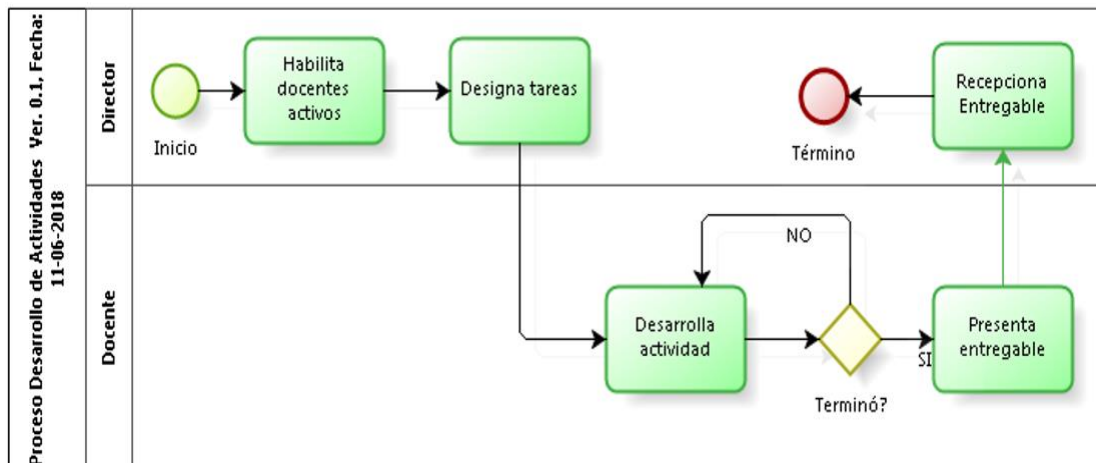 Proceso Desarrollo de Actividades Ver. 0.1, Fecha:
11-06-2018
Director
Inicio
Habilita
docentes
activos
Designa tareas
Término
Recepciona
Entregable
Docente
Desarrolla
actividad
NO
Terminó?
SI
Presenta
entregable